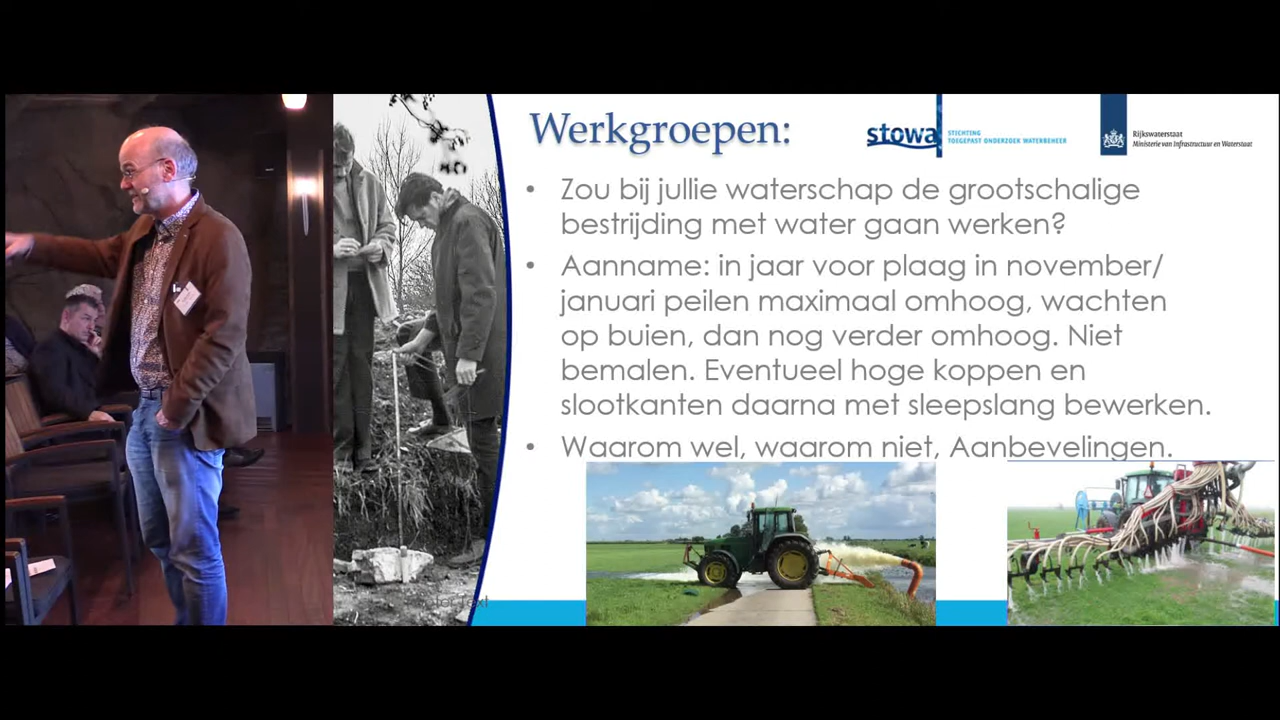 Werkgroepen:
stowa
STICHTING
TOEGEPAST ONDERZOEK WATERBEHEER
Rijkswaterstaat
Ministerie van Infrastructuur en Waterstaat
• Zou bij jullie waterschap de grootschalige
bestrijding met water gaan werken?
• Aanname: in jaar voor plaag in november/
januari peilen maximaal omhoog, wachten
op buien, dan nog verder omhoog. Niet
bemalen. Eventueel hoge koppen en
slootkanten daarna met sleepslang bewerken.
• Waarom wel, waarom niet, Aanbevelingen.